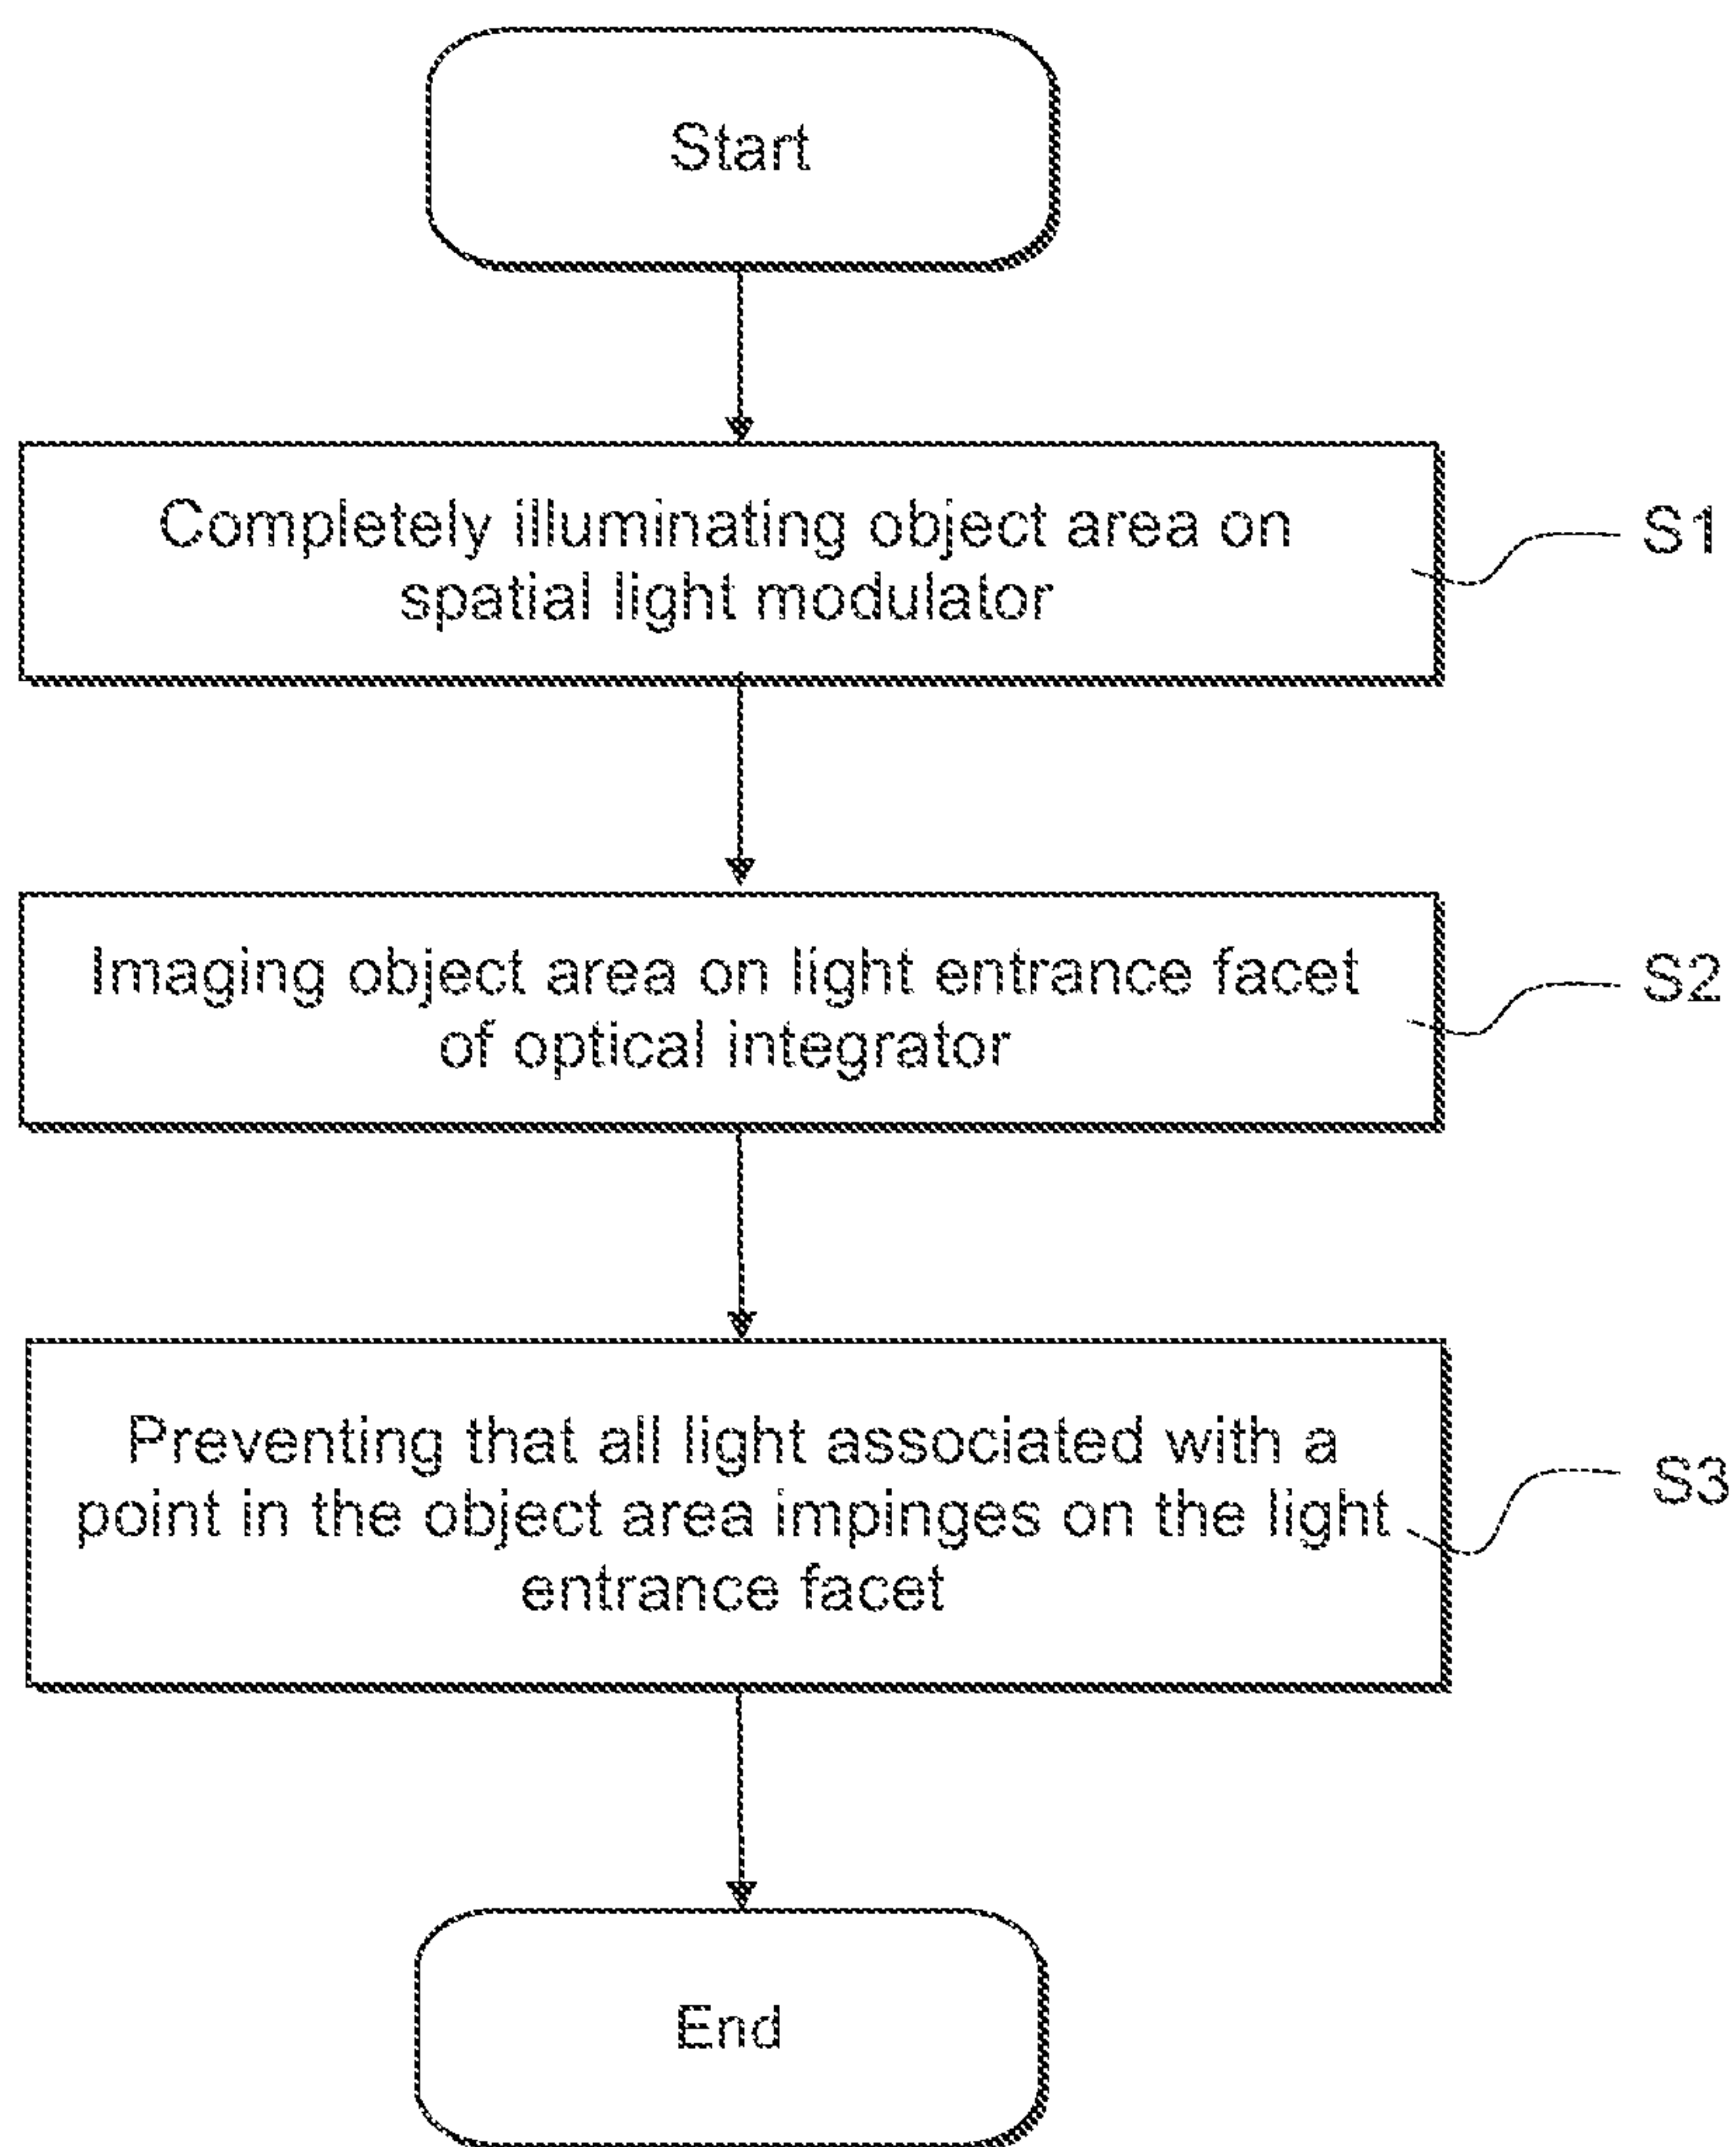 Start
Completely illuminating object area on
spatial light modulator
S1
Imaging object area on light entrance facet
of optical integrator
S2
Preventing that all light associated with a
point in the object area impinges on the light
entrance facet
S3
End